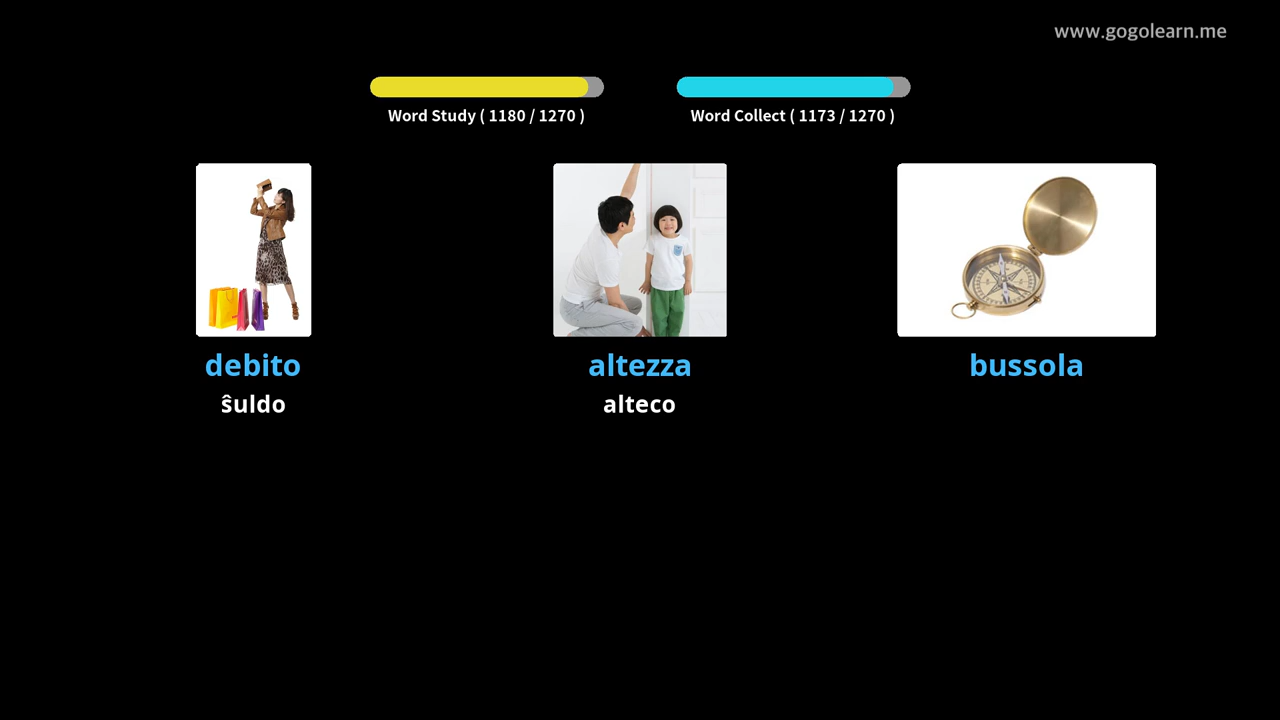 www.gogolearn.me
Word Study ( 1180 / 1270 )
Word Collect ( 1173 / 1270 )
debito
altezza
bussola
ŝuldo
alteco